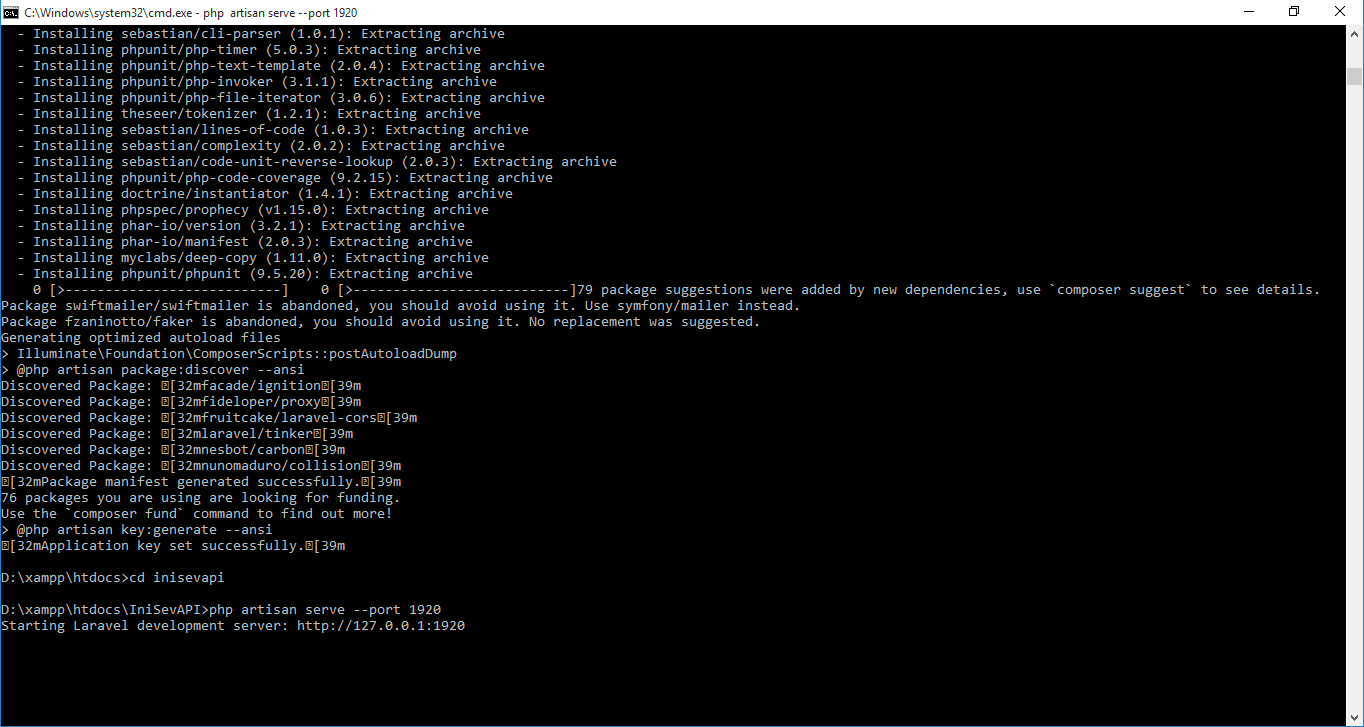 C:\Windows\system32\cmd.exe - php  artisan serve --port 1920
  - Installing sebastian/cli-parser (1.0.1): Extracting archive
  - Installing phpunit/php-timer (5.0.3): Extracting archive
  - Installing phpunit/php-text-template (2.0.4): Extracting archive
  - Installing phpunit/php-invoker (3.1.1): Extracting archive
  - Installing phpunit/php-file-iterator (3.0.6): Extracting archive
  - Installing theseer/tokenizer (1.2.1): Extracting archive
  - Installing sebastian/lines-of-code (1.0.3): Extracting archive
  - Installing sebastian/complexity (2.0.2): Extracting archive
  - Installing sebastian/code-unit-reverse-lookup (2.0.3): Extracting archive
  - Installing phpunit/php-code-coverage (9.2.15): Extracting archive
  - Installing doctrine/instantiator (1.4.1): Extracting archive
  - Installing phpspec/prophecy (v1.15.0): Extracting archive
  - Installing phar-io/version (3.2.1): Extracting archive
  - Installing phar-io/manifest (2.0.3): Extracting archive
  - Installing myclabs/deep-copy (1.11.0): Extracting archive
  - Installing phpunit/phpunit (9.5.20): Extracting archive
    0 [>---------------------------]    0 [>---------------------------]79 package suggestions were added by new dependencies, use `composer suggest` to see details.
Package swiftmailer/swiftmailer is abandoned, you should avoid using it. Use symfony/mailer instead.
Package fzaninotto/faker is abandoned, you should avoid using it. No replacement was suggested.
Generating optimized autoload files
> Illuminate\Foundation\ComposerScripts::postAutoloadDump
> @php artisan package:discover --ansi
Discovered Package: ⍰[32mfacade/ignition⍰[39m
Discovered Package: ⍰[32mfideloper/proxy⍰[39m
Discovered Package: ⍰[32mfruitcake/laravel-cors⍰[39m
Discovered Package: ⍰[32mlaravel/tinker⍰[39m
Discovered Package: ⍰[32mnesbot/carbon⍰[39m
Discovered Package: ⍰[32mnunomaduro/collision⍰[39m
⍰[32mPackage manifest generated successfully.⍰[39m
76 packages you are using are looking for funding.
Use the `composer fund` command to find out more!
> @php artisan key:generate --ansi
⍰[32mApplication key set successfully.⍰[39m
D:\xampp\htdocs>cd inisevapi
D:\xampp\htdocs\IniSevAPI>php artisan serve --port 1920
Starting Laravel development server: http://127.0.0.1:1920